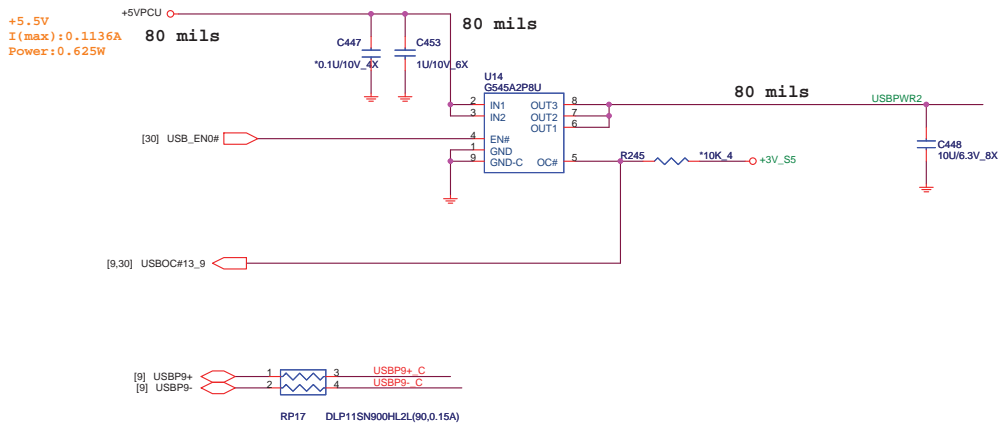 +5VPCU
+5.5V
I(max):0.1136A
Power:0.625W
80 mils
80 mils
C447
*0.1U/10V_4X
C453
1U/10V_6X
U14
G545A2P8U
2 IN1 OUT3 8
3 IN2 OUT2 7
OUT1 6
80 mils
USBPWR2
[30] USB_EN0# 4 EN#
1 GND
9 GND-C OC# 5
R245 *10K_4 +3V_S5
C448
10U/6.3V_8X
[9,30] USBOC#13_9
[9] USBP9+ 1 3 USBP9+_C
[9] USBP9- 2 4 USBP9-_C
RP17 DLP11SN900HL2L(90,0.15A)